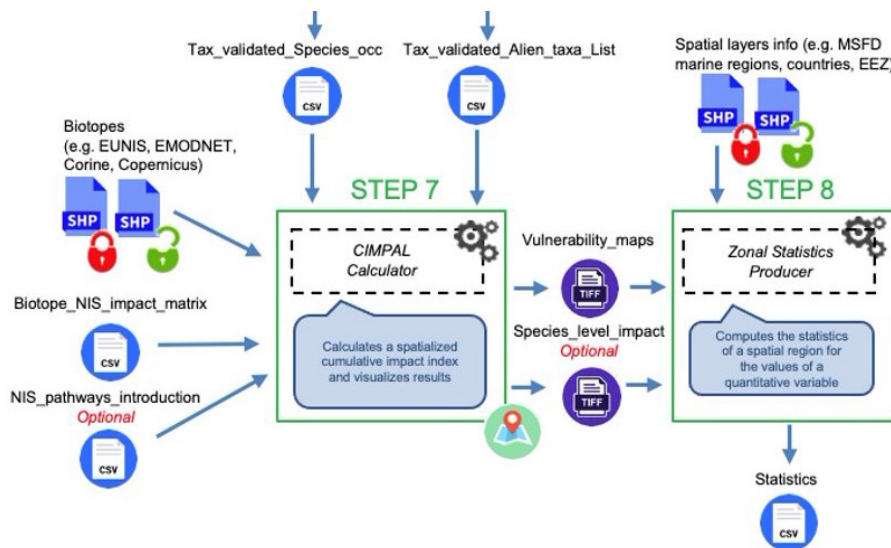 Tax_validated_Species_occ
Tax_validated_Alien_taxa_List
Spatial layers info (e.g. MSFD
marine regions, countries, EEZ)
CSV
CSV
SHP
SHP
Biotopes
(e.g. EUNIS, EMODNET,
Corine, Copernicus)
SHP
SHP
STEP 7
STEP 8
CIMPAL
Calculator
Vulnerability_maps
Zonal Statistics
Producer
TIFF
Biotope_NIS_impact_matrix
CSV
Calculates a spatialized
cumulative impact index
and visualizes results
Species_level_impact
Optional
TIFF
Computes the statistics
of a spatial region for
the values of a
quantitative variable
NIS_pathways_introduction
Optional
CSV
Statistics
CSV